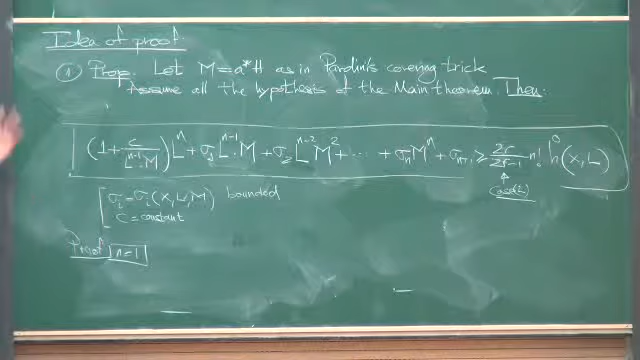 Idea of proof.
① Prop. Let M = a*H as in Pardini's covering trick
Assume all the hypothesis of the Main theorem. Then:
(1 + c/(L^{n-1}.M)) L^n + σ_1 L^{n-1}.M + σ_2 L^{n-2} M^2 + ... + σ_n M^n + σ_{n+1} ≥ 2r/(2r-1) n! h^0(X,L)
σ_i = σ_i(X,L,M) bounded
c = constant
Proof n=1